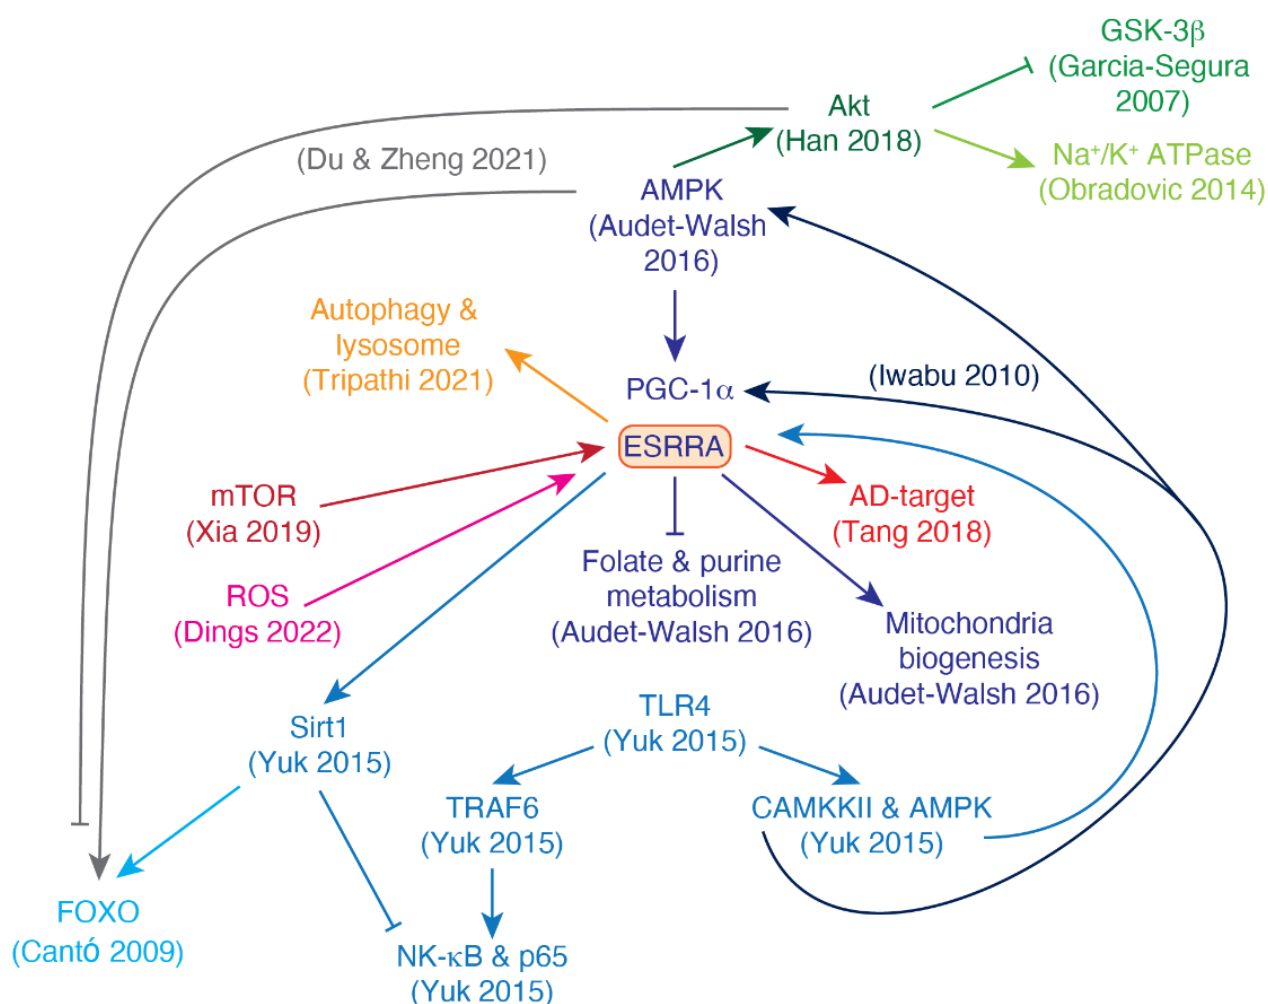 GSK-3β
(Garcia-Segura
2007)
Akt
(Han 2018)
Na⁺/K⁺ ATPase
(Obradovic 2014)
(Du & Zheng 2021)
AMPK
(Audet-Walsh
2016)
Autophagy &
lysosome
(Tripathi 2021)
PGC-1α
(Iwabu 2010)
ESRRA
mTOR
(Xia 2019)
AD-target
(Tang 2018)
ROS
(Dings 2022)
Folate & purine
metabolism
(Audet-Walsh 2016)
Mitochondria
biogenesis
(Audet-Walsh 2016)
Sirt1
(Yuk 2015)
TLR4
(Yuk 2015)
TRAF6
(Yuk 2015)
CAMKKII & AMPK
(Yuk 2015)
FOXO
(Cantó 2009)
NK-κB & p65
(Yuk 2015)